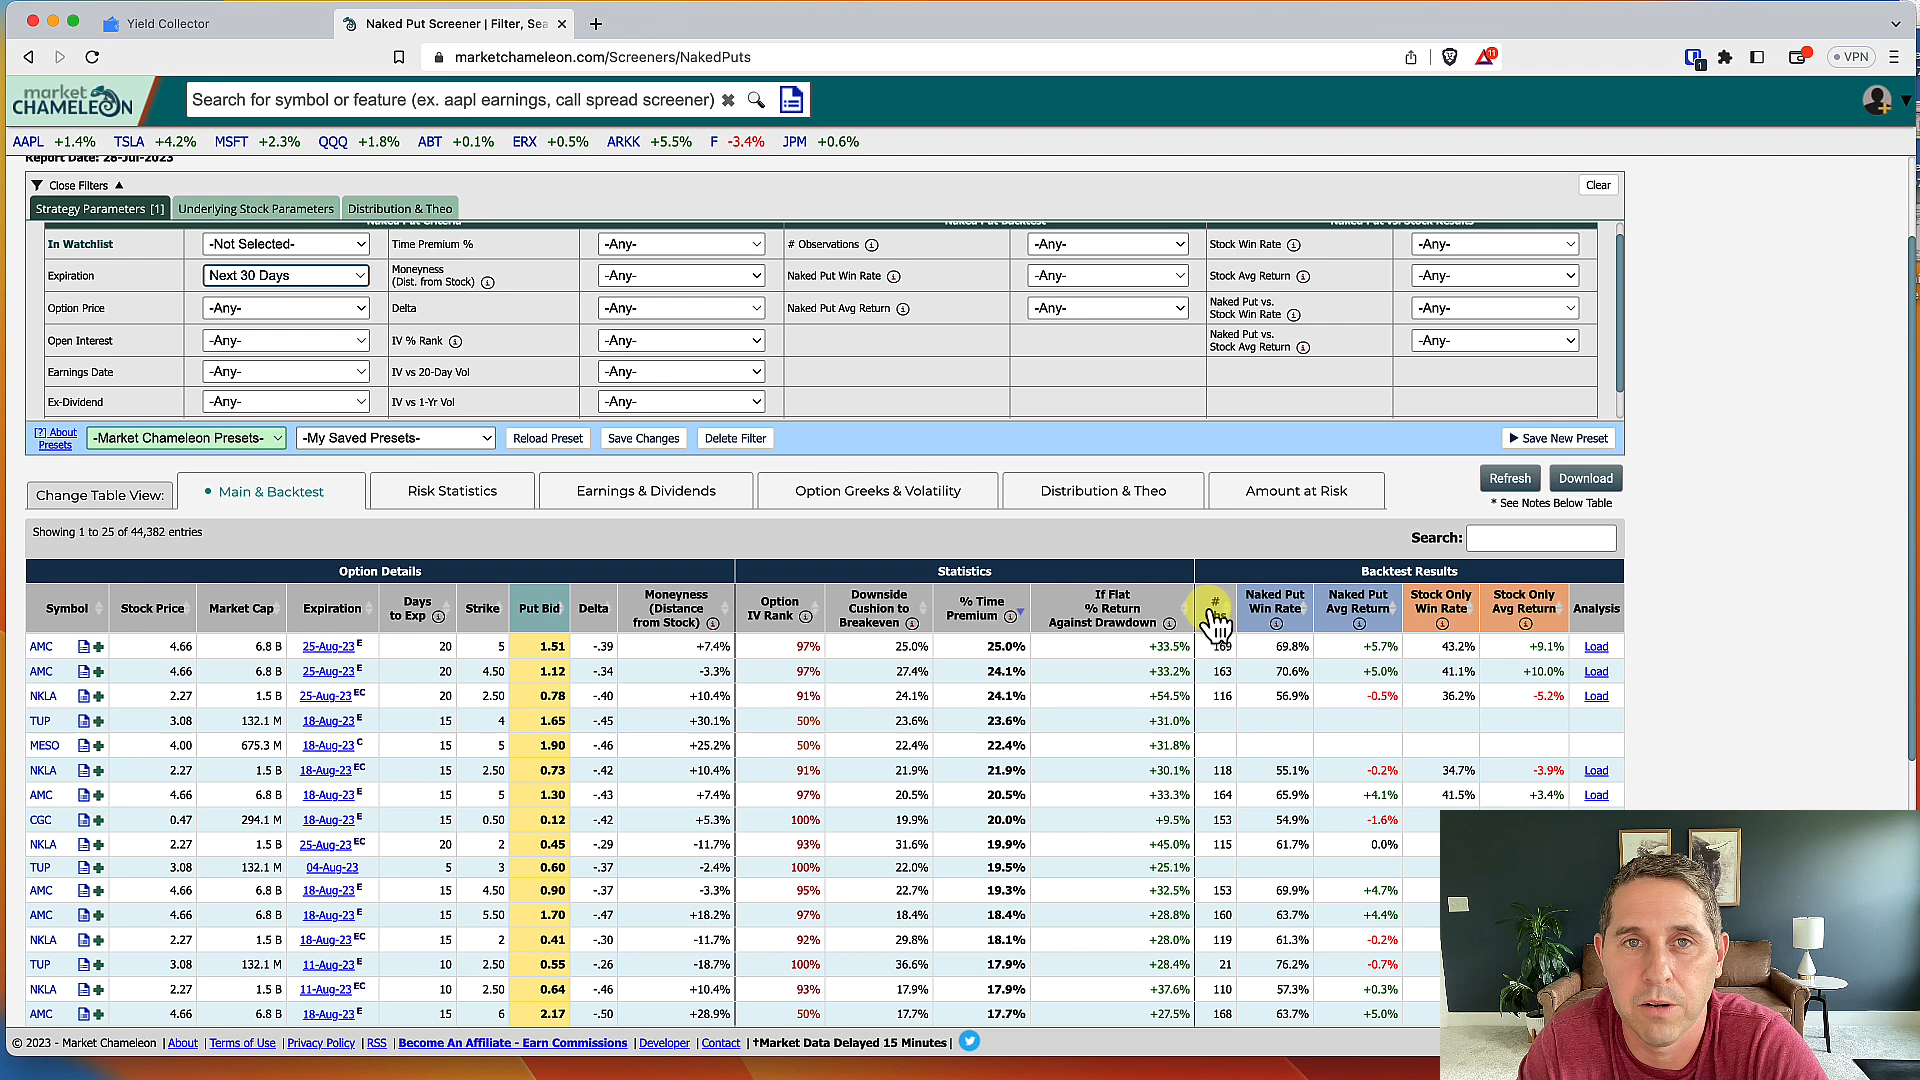 Yield Collector
Naked Put Screener | Filter, Sea
marketchameleon.com/Screeners/NakedPuts
11
1
VPN
market
CHAMELEON
Search for symbol or feature (ex. aapl earnings, call spread screener)
AAPL +1.4% TSLA +4.2% MSFT +2.3% QQQ +1.8% ABT +0.1% ERX +0.5% ARKK +5.5% F -3.4% JPM +0.6%
Report Date: 28-Jul-2023
Close Filters
Clear
Strategy Parameters [1] Underlying Stock Parameters Distribution & Theo
Naked Put Criteria Naked Put Backtest Naked Put vs Stock Results
In Watchlist -Not Selected- Time Premium % -Any- # Observations -Any- Stock Win Rate -Any-
Expiration Next 30 Days Moneyness (Dist. from Stock) -Any- Naked Put Win Rate -Any- Stock Avg Return -Any-
Option Price -Any- Delta -Any- Naked Put Avg Return -Any- Naked Put vs. Stock Win Rate -Any-
Open Interest -Any- IV % Rank -Any- Naked Put vs. Stock Avg Return -Any-
Earnings Date -Any- IV vs 20-Day Vol -Any-
Ex-Dividend -Any- IV vs 1-Yr Vol -Any-
[?] About Presets -Market Chameleon Presets- -My Saved Presets- Reload Preset Save Changes Delete Filter Save New Preset
Change Table View: Main & Backtest Risk Statistics Earnings & Dividends Option Greeks & Volatility Distribution & Theo Amount at Risk
Refresh Download
* See Notes Below Table
Showing 1 to 25 of 44,382 entries
Search:
Option Details Statistics Backtest Results
Symbol Stock Price Market Cap Expiration Days to Exp Strike Put Bid Delta Moneyness (Distance from Stock) Option IV Rank Downside Cushion to Breakeven % Time Premium If Flat % Return Against Drawdown # Naked Put Win Rate Naked Put Avg Return Stock Only Win Rate Stock Only Avg Return Analysis
AMC 4.66 6.8 B 25-Aug-23 E 20 5 1.51 -.39 +7.4% 97% 25.0% 25.0% +33.5% 169 69.8% +5.7% 43.2% +9.1% Load
AMC 4.66 6.8 B 25-Aug-23 E 20 4.50 1.12 -.34 -3.3% 97% 27.4% 24.1% +33.2% 163 70.6% +5.0% 41.1% +10.0% Load
NKLA 2.27 1.5 B 25-Aug-23 EC 20 2.50 0.78 -.40 +10.4% 91% 24.1% 24.1% +54.5% 116 56.9% -0.5% 36.2% -5.2% Load
TUP 3.08 132.1 M 18-Aug-23 E 15 4 1.65 -.45 +30.1% 50% 23.6% 23.6% +31.0%
MESO 4.00 675.3 M 18-Aug-23 C 15 5 1.90 -.46 +25.2% 50% 22.4% 22.4% +31.8%
NKLA 2.27 1.5 B 18-Aug-23 EC 15 2.50 0.73 -.42 +10.4% 91% 21.9% 21.9% +30.1% 118 55.1% -0.2% 34.7% -3.9% Load
AMC 4.66 6.8 B 18-Aug-23 E 15 5 1.30 -.43 +7.4% 97% 20.5% 20.5% +33.3% 164 65.9% +4.1% 41.5% +3.4% Load
CGC 0.47 294.1 M 18-Aug-23 E 15 0.50 0.12 -.42 +5.3% 100% 19.9% 20.0% +9.5% 153 54.9% -1.6%
NKLA 2.27 1.5 B 25-Aug-23 EC 20 2 0.45 -.29 -11.7% 93% 31.6% 19.9% +45.0% 115 61.7% 0.0%
TUP 3.08 132.1 M 04-Aug-23 5 3 0.60 -.37 -2.4% 100% 22.0% 19.5% +25.1%
AMC 4.66 6.8 B 18-Aug-23 E 15 4.50 0.90 -.37 -3.3% 95% 22.7% 19.3% +32.5% 153 69.9% +4.7%
AMC 4.66 6.8 B 18-Aug-23 E 15 5.50 1.70 -.47 +18.2% 97% 18.4% 18.4% +28.8% 160 63.7% +4.4%
NKLA 2.27 1.5 B 18-Aug-23 EC 15 2 0.41 -.30 -11.7% 92% 29.8% 18.1% +28.0% 119 61.3% -0.2%
TUP 3.08 132.1 M 11-Aug-23 E 10 2.50 0.55 -.26 -18.7% 100% 36.6% 17.9% +28.4% 21 76.2% -0.7%
NKLA 2.27 1.5 B 11-Aug-23 EC 10 2.50 0.64 -.46 +10.4% 93% 17.9% 17.9% +37.6% 110 57.3% +0.3%
AMC 4.66 6.8 B 18-Aug-23 E 15 6 2.17 -.50 +28.9% 50% 17.7% 17.7% +27.5% 168 63.7% +5.0%
© 2023 - Market Chameleon | About | Terms of Use | Privacy Policy | RSS | Become An Affiliate - Earn Commissions | Developer | Contact | †Market Data Delayed 15 Minutes |